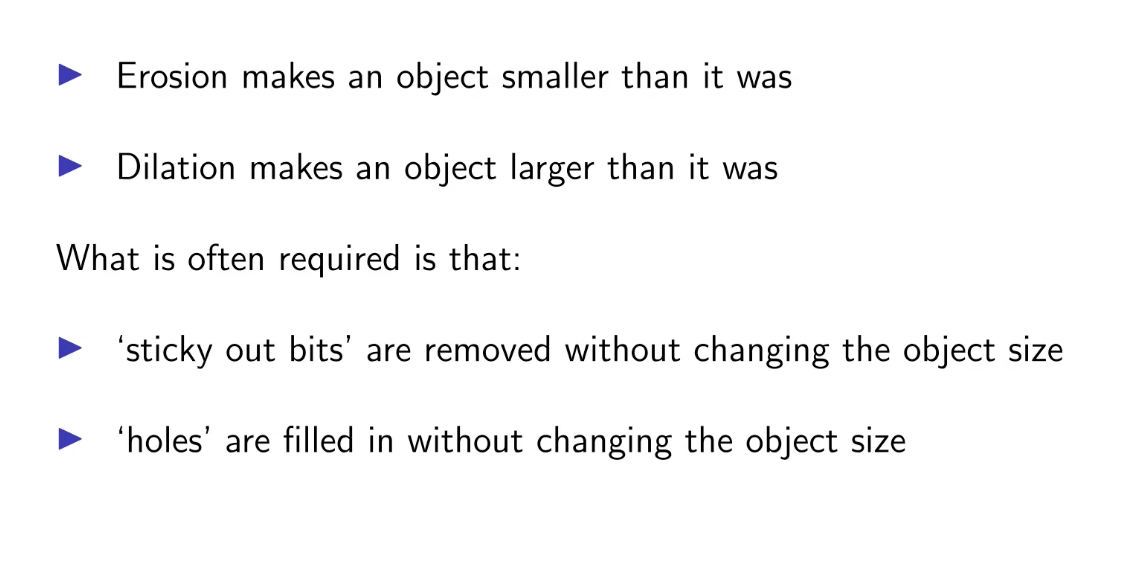 ▶ Erosion makes an object smaller than it was
▶ Dilation makes an object larger than it was
What is often required is that:
▶ ‘sticky out bits’ are removed without changing the object size
▶ ‘holes’ are filled in without changing the object size